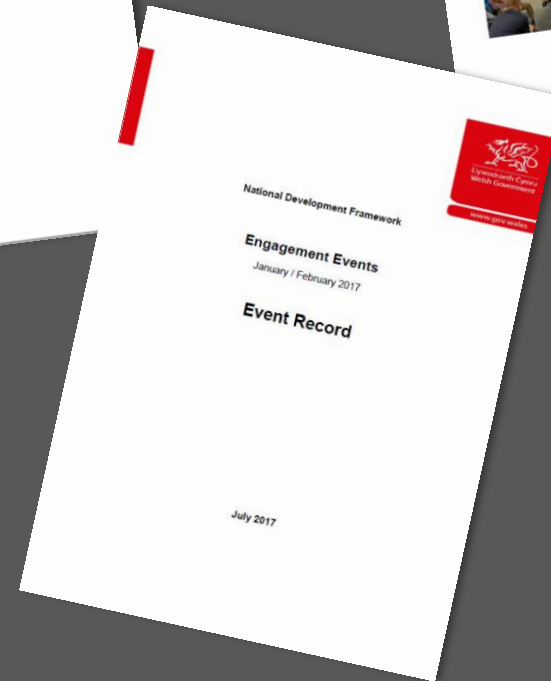 Llywodraeth Cymru
Welsh Government
www.gov.wales
National Development Framework
Engagement Events
January / February 2017
Event Record
July 2017